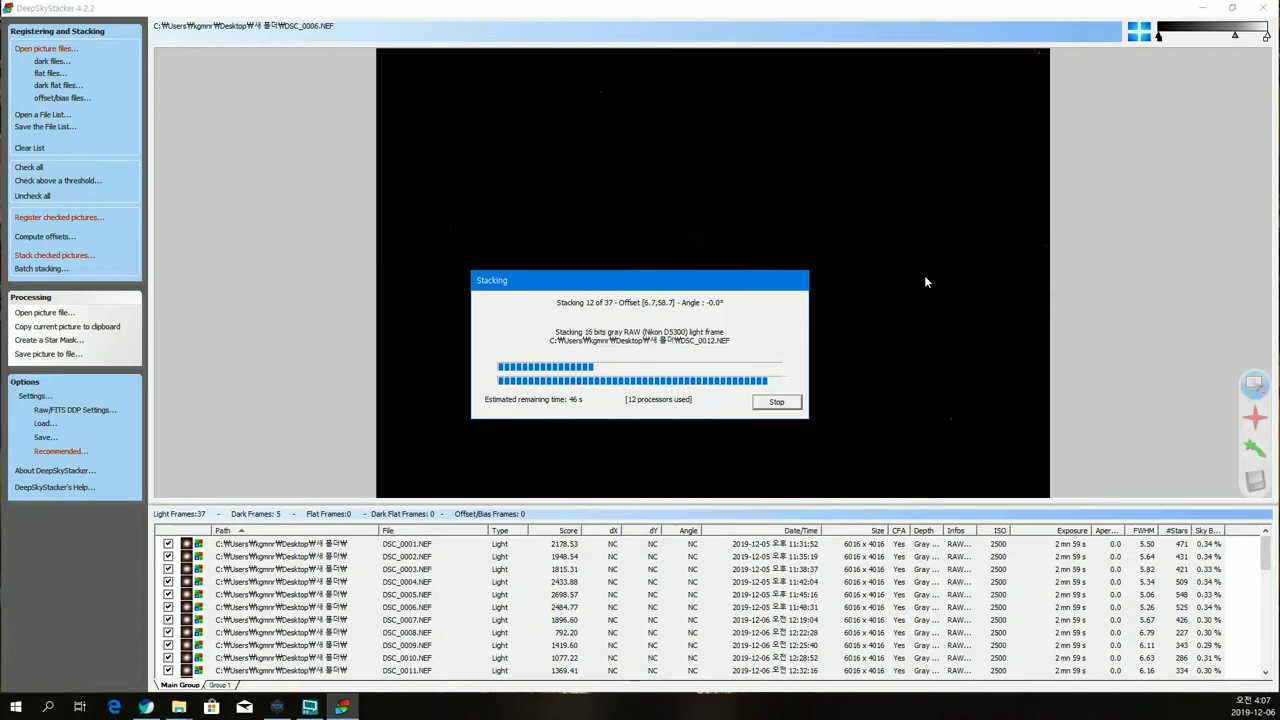 DeepSkyStacker 4.2.2
Registering and Stacking
Open picture files...
dark files...
flat files...
dark flat files...
offset/bias files...
Open a File List...
Save the File List...
Clear List
Check all
Check above a threshold...
Uncheck all
Register checked pictures...
Compute offsets...
Stack checked pictures...
Batch stacking...
Processing
Open picture file...
Copy current picture to clipboard
Create a Star Mask...
Save picture to file...
Options
Settings...
Raw/FITS DDP Settings...
Load...
Save...
Recommended...
About DeepSkyStacker...
DeepSkyStacker's Help...
C:₩Users₩kgmnr₩Desktop₩새 폴더₩DSC_0006.NEF
Stacking
Stacking 12 of 37 - Offset [6.7,58.7] - Angle : -0.0°
Stacking 16 bits gray RAW (Nikon D5300) light frame
C:₩Users₩kgmnr₩Desktop₩새 폴더₩DSC_0012.NEF
Estimated remaining time: 46 s [12 processors used] Stop
Light Frames:37 - Dark Frames: 5 - Flat Frames:0 - Dark Flat Frames: 0 - Offset/Bias Frames: 0
Path File Type Score dX dY Angle Date/Time Size CFA Depth Infos ISO Exposure Aper... FWHM #Stars Sky B...
C:₩Users₩kgmnr₩Desktop₩새 폴더₩ DSC_0001.NEF Light 2178.53 NC NC NC 2019-12-05 오후 11:31:52 6016 x 4016 Yes Gray ... RAW... 2500 2 mn 59 s 0.0 5.50 471 0.34 %
C:₩Users₩kgmnr₩Desktop₩새 폴더₩ DSC_0002.NEF Light 1948.54 NC NC NC 2019-12-05 오후 11:35:19 6016 x 4016 Yes Gray ... RAW... 2500 2 mn 59 s 0.0 5.64 431 0.34 %
C:₩Users₩kgmnr₩Desktop₩새 폴더₩ DSC_0003.NEF Light 1815.31 NC NC NC 2019-12-05 오후 11:38:37 6016 x 4016 Yes Gray ... RAW... 2500 2 mn 59 s 0.0 5.82 421 0.33 %
C:₩Users₩kgmnr₩Desktop₩새 폴더₩ DSC_0004.NEF Light 2433.88 NC NC NC 2019-12-05 오후 11:42:04 6016 x 4016 Yes Gray ... RAW... 2500 2 mn 59 s 0.0 5.34 509 0.34 %
C:₩Users₩kgmnr₩Desktop₩새 폴더₩ DSC_0005.NEF Light 2698.57 NC NC NC 2019-12-05 오후 11:45:16 6016 x 4016 Yes Gray ... RAW... 2500 2 mn 59 s 0.0 5.06 548 0.33 %
C:₩Users₩kgmnr₩Desktop₩새 폴더₩ DSC_0006.NEF Light 2484.77 NC NC NC 2019-12-05 오후 11:48:31 6016 x 4016 Yes Gray ... RAW... 2500 2 mn 59 s 0.0 5.26 525 0.34 %
C:₩Users₩kgmnr₩Desktop₩새 폴더₩ DSC_0007.NEF Light 1896.60 NC NC NC 2019-12-06 오전 12:19:04 6016 x 4016 Yes Gray ... RAW... 2500 2 mn 59 s 0.0 5.67 426 0.30 %
C:₩Users₩kgmnr₩Desktop₩새 폴더₩ DSC_0008.NEF Light 792.20 NC NC NC 2019-12-06 오전 12:22:28 6016 x 4016 Yes Gray ... RAW... 2500 2 mn 59 s 0.0 6.79 227 0.30 %
C:₩Users₩kgmnr₩Desktop₩새 폴더₩ DSC_0009.NEF Light 1419.46 NC NC NC 2019-12-06 오전 12:25:40 6016 x 4016 Yes Gray ... RAW... 2500 2 mn 59 s 0.0 6.11 343 0.29 %
C:₩Users₩kgmnr₩Desktop₩새 폴더₩ DSC_0010.NEF Light 1077.22 NC NC NC 2019-12-06 오전 12:28:52 6016 x 4016 Yes Gray ... RAW... 2500 2 mn 59 s 0.0 6.63 286 0.31 %
C:₩Users₩kgmnr₩Desktop₩새 폴더₩ DSC_0011.NEF Light 1369.41 NC NC NC 2019-12-06 오전 12:32:16 6016 x 4016 Yes Gray ... RAW... 2500 2 mn 59 s 0.0 6.16 334 0.31 %
Main Group Group 1
오전 4:07
2019-12-06